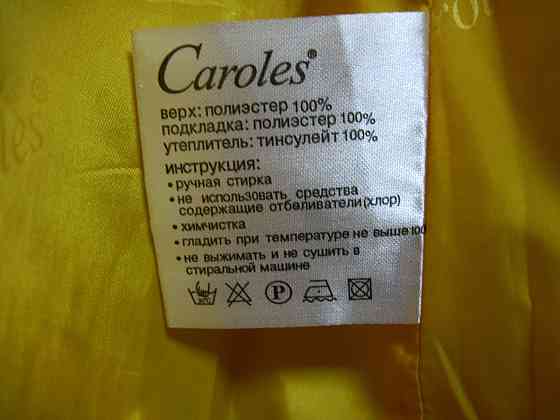 Caroles®
верх: полиэстер 100%
подкладка: полиэстер 100%
утеплитель: тинсулейт 100%
инструкция:
• ручная стирка
• не использовать средства
содержащие отбеливатели(хлор)
• химчистка
• гладить при температуре не выше 100
• не выжимать и не сушить в
стиральной машине
P